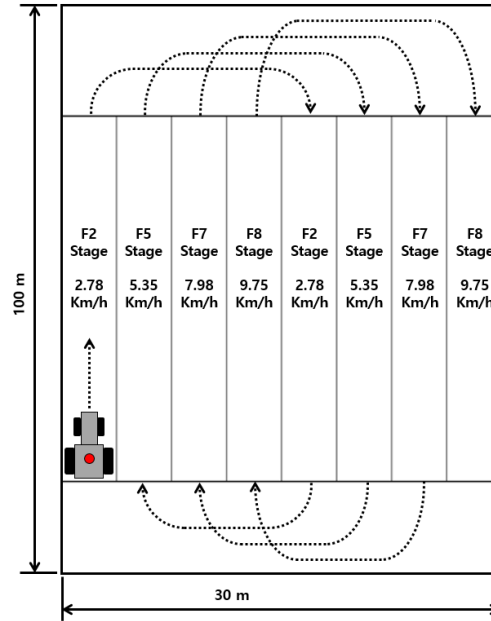 F2
Stage
2.78
Km/h
F5
Stage
5.35
Km/h
F7
Stage
7.98
Km/h
F8
Stage
9.75
Km/h
F2
Stage
2.78
Km/h
F5
Stage
5.35
Km/h
F7
Stage
7.98
Km/h
F8
Stage
9.75
Km/h
100 m
30 m